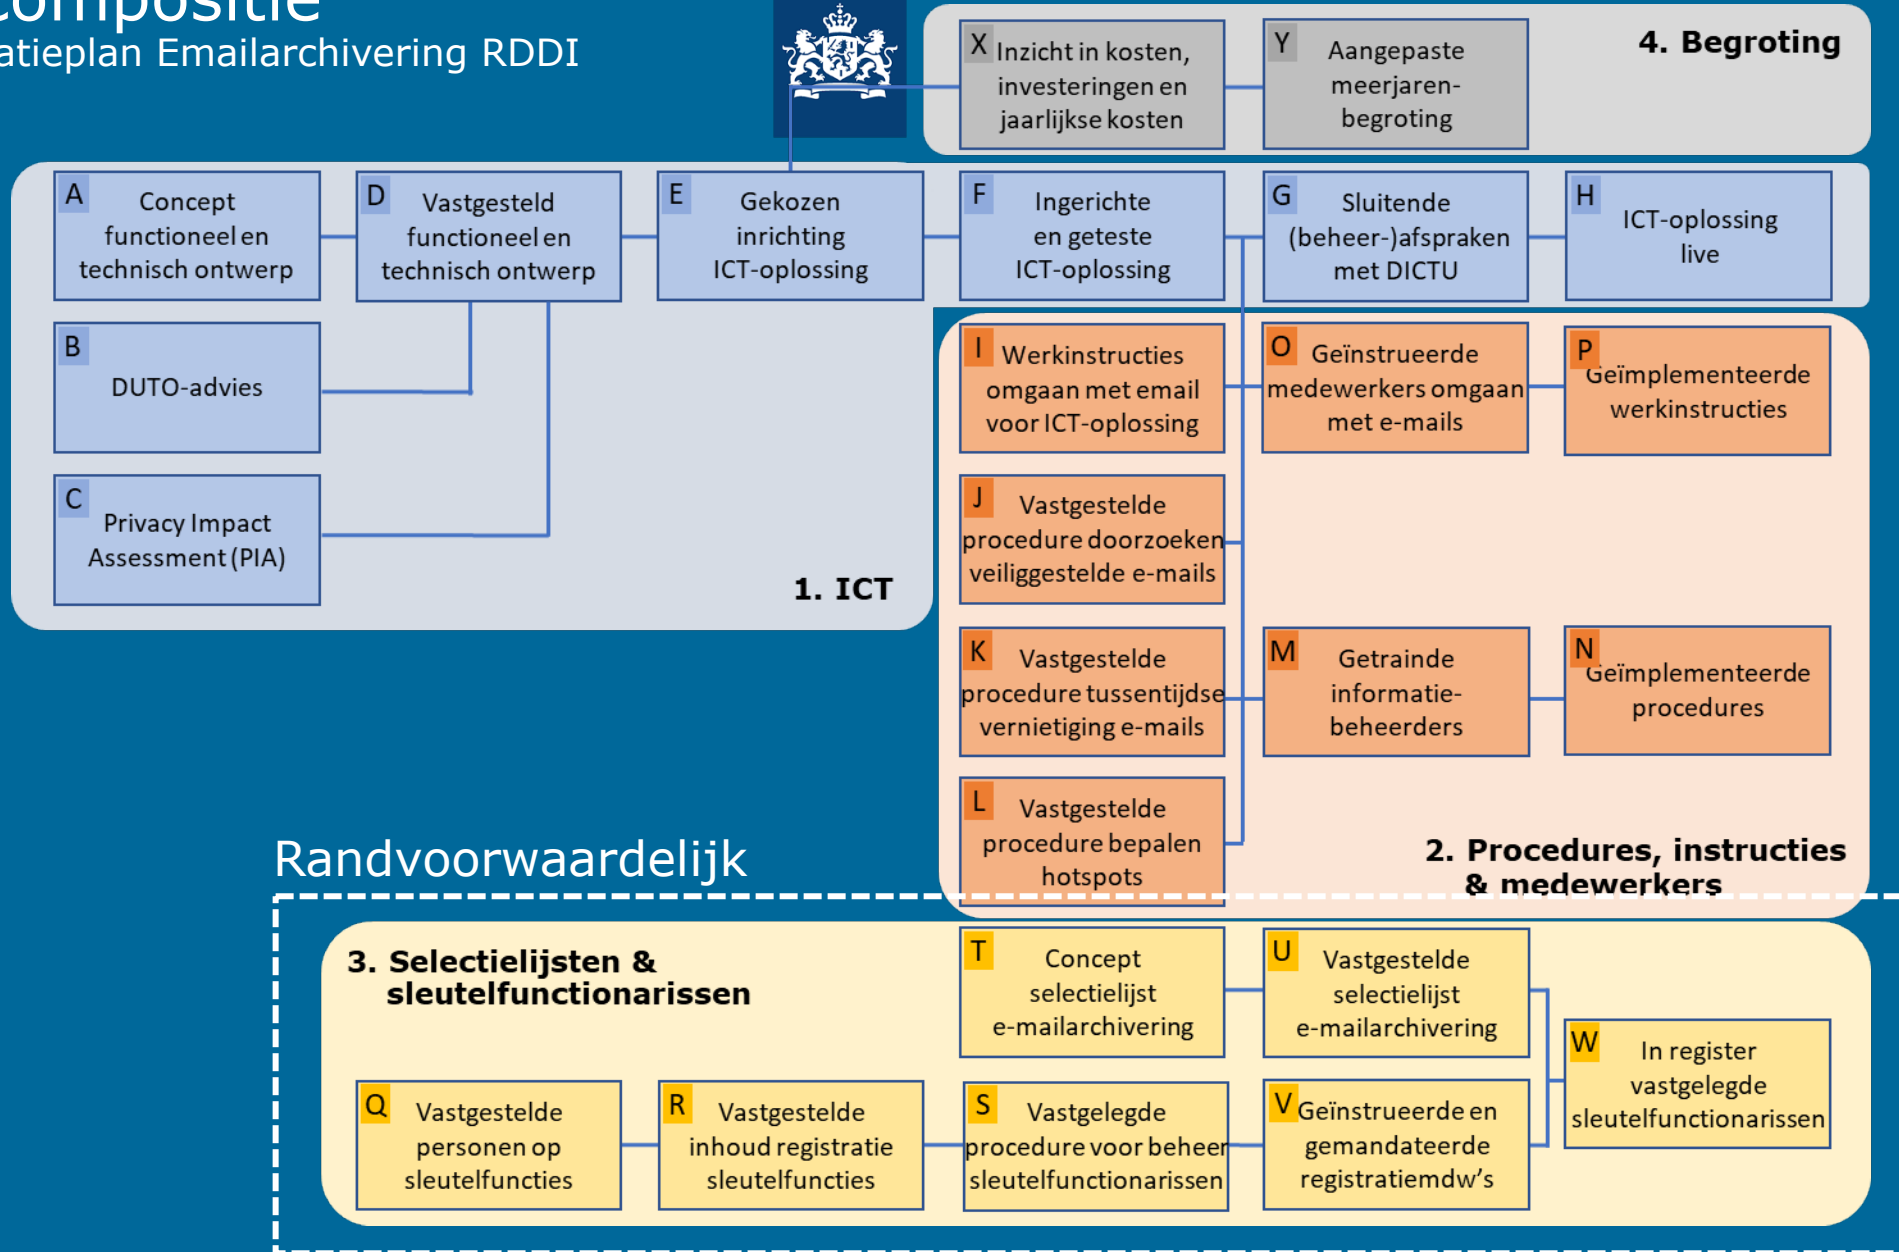 compositie
atieplan Emailarchivering RDDI
4. Begroting
X
Inzicht in kosten,
investeringen en
jaarlijkse kosten
Y
Aangepaste
meerjaren-
begroting
A
Concept
functioneel en
technisch ontwerp
D
Vastgesteld
functioneel en
technisch ontwerp
E
Gekozen
inrichting
ICT-oplossing
F
Ingerichte
en geteste
ICT-oplossing
G
Sluitende
(beheer-)afspraken
met DICTU
H
ICT-oplossing
live
B
DUTO-advies
C
Privacy Impact
Assessment (PIA)
1. ICT
I
Werkinstructies
omgaan met email
voor ICT-oplossing
O
Geïnstrueerde
medewerkers omgaan
met e-mails
P
Geïmplementeerde
werkinstructies
J
Vastgestelde
procedure doorzoeken
veiliggestelde e-mails
K
Vastgestelde
procedure tussentijdse
vernietiging e-mails
M
Getrainde
informatie-
beheerders
N
Geïmplementeerde
procedures
L
Vastgestelde
procedure bepalen
hotspots
2. Procedures, instructies
& medewerkers
Randvoorwaardelijk
3. Selectielijsten &
sleutelfunctionarissen
T
Concept
selectielijst
e-mailarchivering
U
Vastgestelde
selectielijst
e-mailarchivering
W
In register
vastgelegde
sleutelfunctionarissen
Q
Vastgestelde
personen op
sleutelfuncties
R
Vastgestelde
inhoud registratie
sleutelfuncties
S
Vastgelegde
procedure voor beheer
sleutelfunctionarissen
V
Geïnstrueerde en
gemandateerde
registratiemdw's